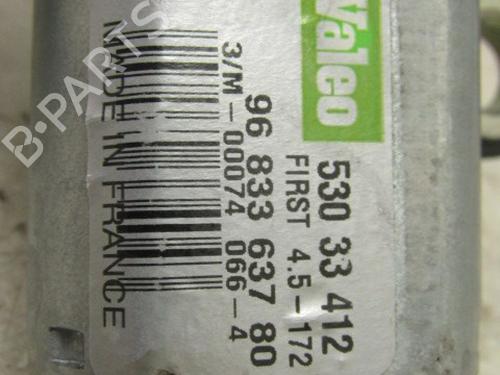 Valeo
530 33 412
FIRST 4.5-172
96 833 637 80
3/M-00074 066-4
MADE IN FRANCE
B-PARTS